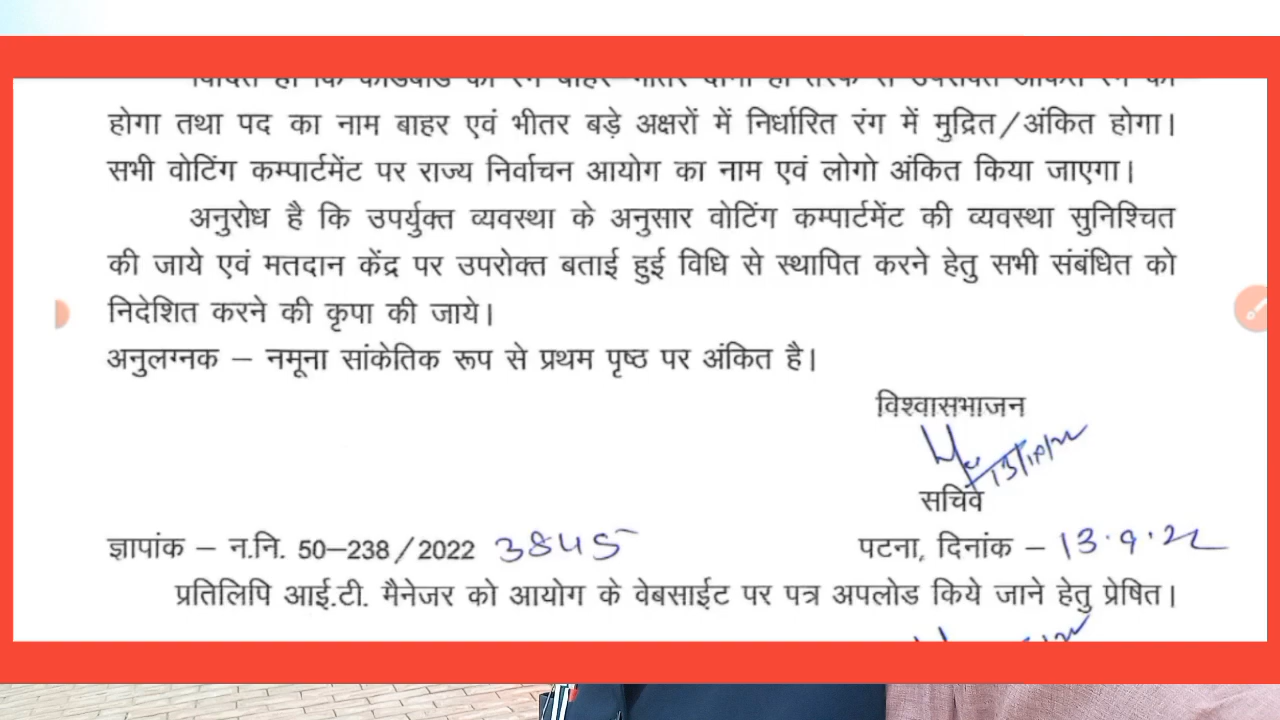 होगा तथा पद का नाम बाहर एवं भीतर बड़े अक्षरों में निर्धारित रंग में मुद्रित/अंकित होगा।
सभी वोटिंग कम्पार्टमेंट पर राज्य निर्वाचन आयोग का नाम एवं लोगो अंकित किया जाएगा।
अनुरोध है कि उपर्युक्त व्यवस्था के अनुसार वोटिंग कम्पार्टमेंट की व्यवस्था सुनिश्चित
की जाये एवं मतदान केंद्र पर उपरोक्त बताई हुई विधि से स्थापित करने हेतु सभी संबंधित को
निदेशित करने की कृपा की जाये।
अनुलग्नक – नमूना सांकेतिक रूप से प्रथम पृष्ठ पर अंकित है।
विश्वासभाजन
सचिव
ज्ञापांक – न.नि. 50–238/2022 3845 पटना, दिनांक – 13.9.22
प्रतिलिपि आई.टी. मैनेजर को आयोग के वेबसाईट पर पत्र अपलोड किये जाने हेतु प्रेषित।